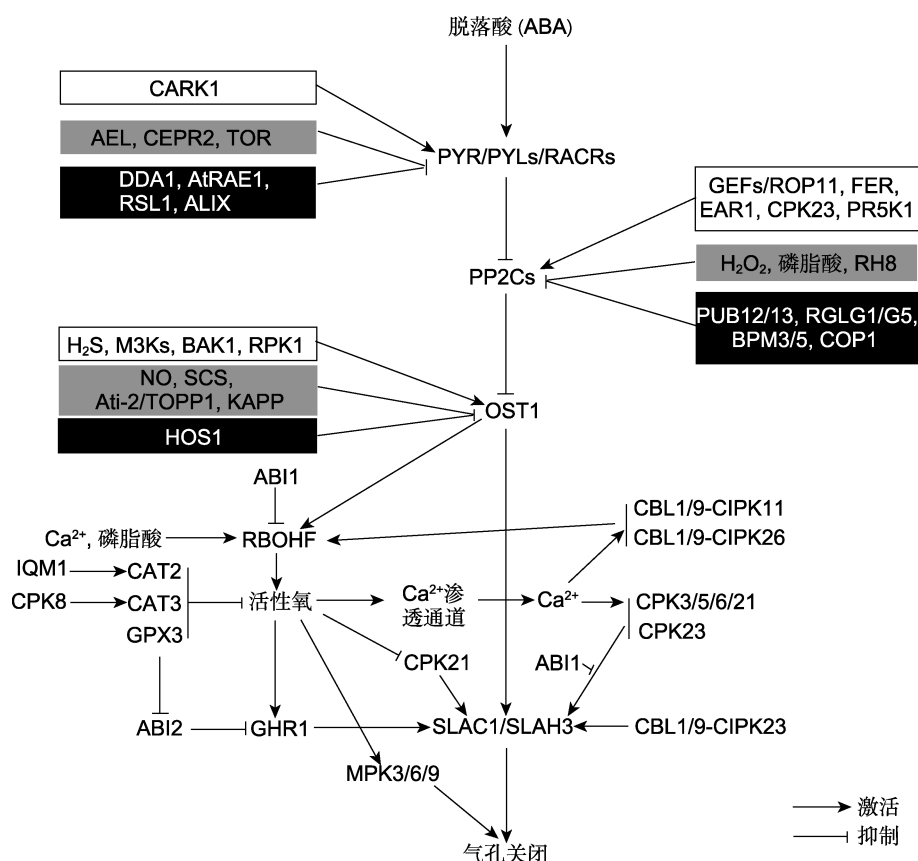 脱落酸 (ABA)
CARK1
AEL, CEPR2, TOR
DDA1, AtRAE1,
RSL1, ALIX
PYR/PYLs/RACRs
GEFs/ROP11, FER,
EAR1, CPK23, PR5K1
PP2Cs
H₂O₂, 磷脂酸, RH8
PUB12/13, RGLG1/G5,
BPM3/5, COP1
H₂S, M3Ks, BAK1, RPK1
NO, SCS,
Ati-2/TOPP1, KAPP
HOS1
OST1
ABI1
CBL1/9-CIPK11
CBL1/9-CIPK26
Ca²⁺, 磷脂酸
RBOHF
IQM1
CAT2
CPK8
CAT3
GPX3
活性氧
Ca²⁺渗
透通道
Ca²⁺
CPK3/5/6/21
CPK23
CPK21
ABI1
ABI2
GHR1
SLAC1/SLAH3
CBL1/9-CIPK23
MPK3/6/9
气孔关闭
激活
抑制